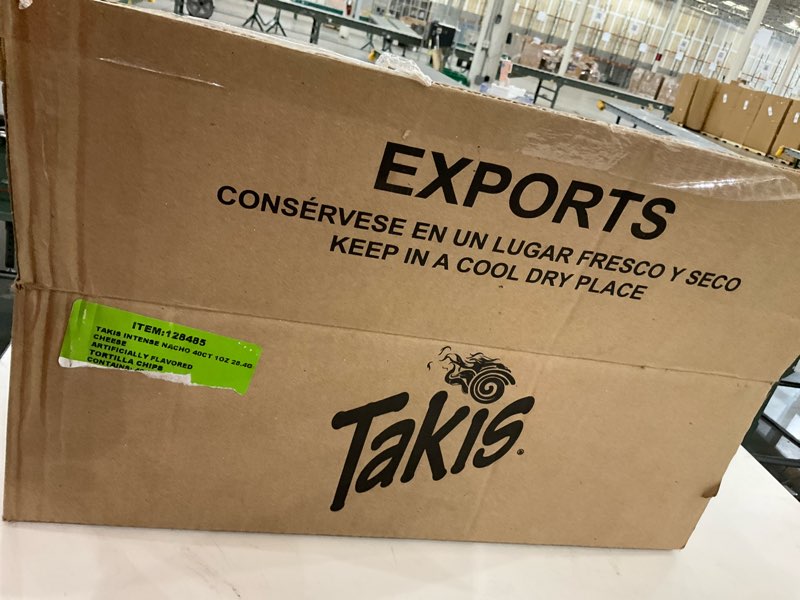 EXPORTS
CONSÉRVESE EN UN LUGAR FRESCO Y SECO
KEEP IN A COOL DRY PLACE
ITEM:128485
TAKIS INTENSE NACHO 40CT 1OZ 28.4G
CHEESE
ARTIFICIALLY FLAVORED
TORTILLA CHIPS
CONTAINS:
Takis